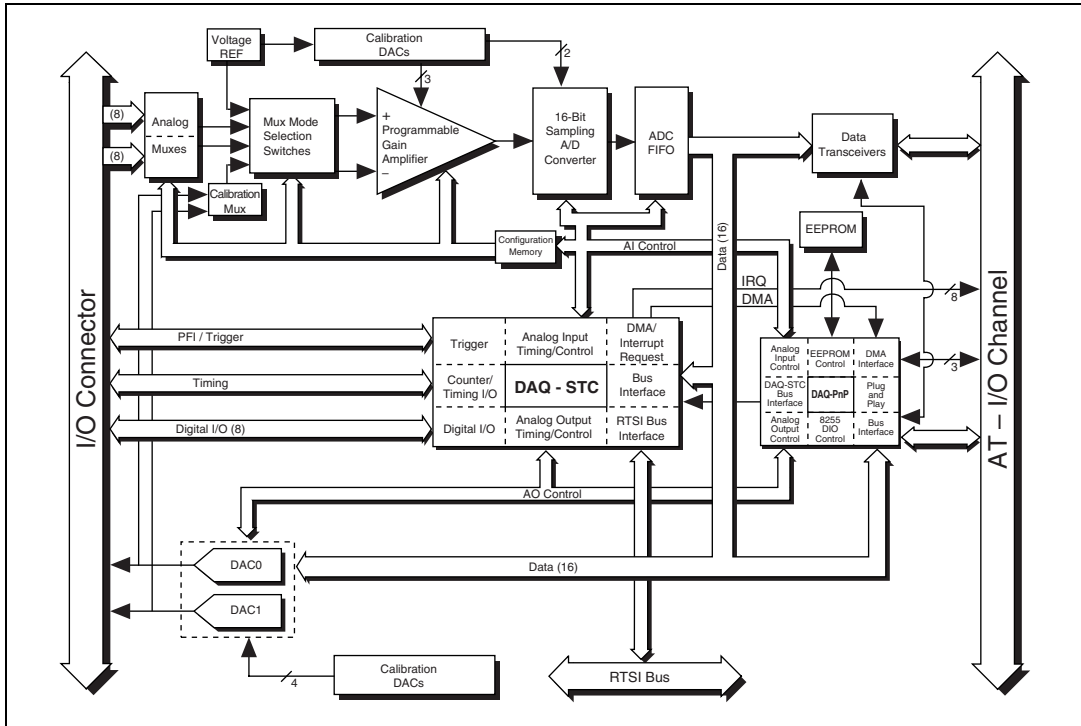 Voltage
REF
Calibration
DACs
2
3
(8)
(8)
Analog
Muxes
Mux Mode
Selection
Switches
+
Programmable
Gain
Amplifier
–
16-Bit
Sampling
A/D
Converter
ADC
FIFO
Data
Transceivers
Calibration
Mux
Configuration
Memory
AI Control
Data (16)
EEPROM
IRQ
DMA
8
3
I/O Connector
AT – I/O Channel
PFI / Trigger
Timing
Digital I/O (8)
Trigger
Analog Input
Timing/Control
DMA/
Interrupt
Request
Counter/
Timing I/O
DAQ - STC
Bus
Interface
Digital I/O
Analog Output
Timing/Control
RTSI Bus
Interface
Analog
Input
Control
EEPROM
Control
DMA
Interface
DAQ-STC
Bus
Interface
DAQ-PnP
Plug
and
Play
Analog
Output
Control
8255
DIO
Control
Bus
Interface
AO Control
DAC0
Data (16)
DAC1
4
Calibration
DACs
RTSI Bus